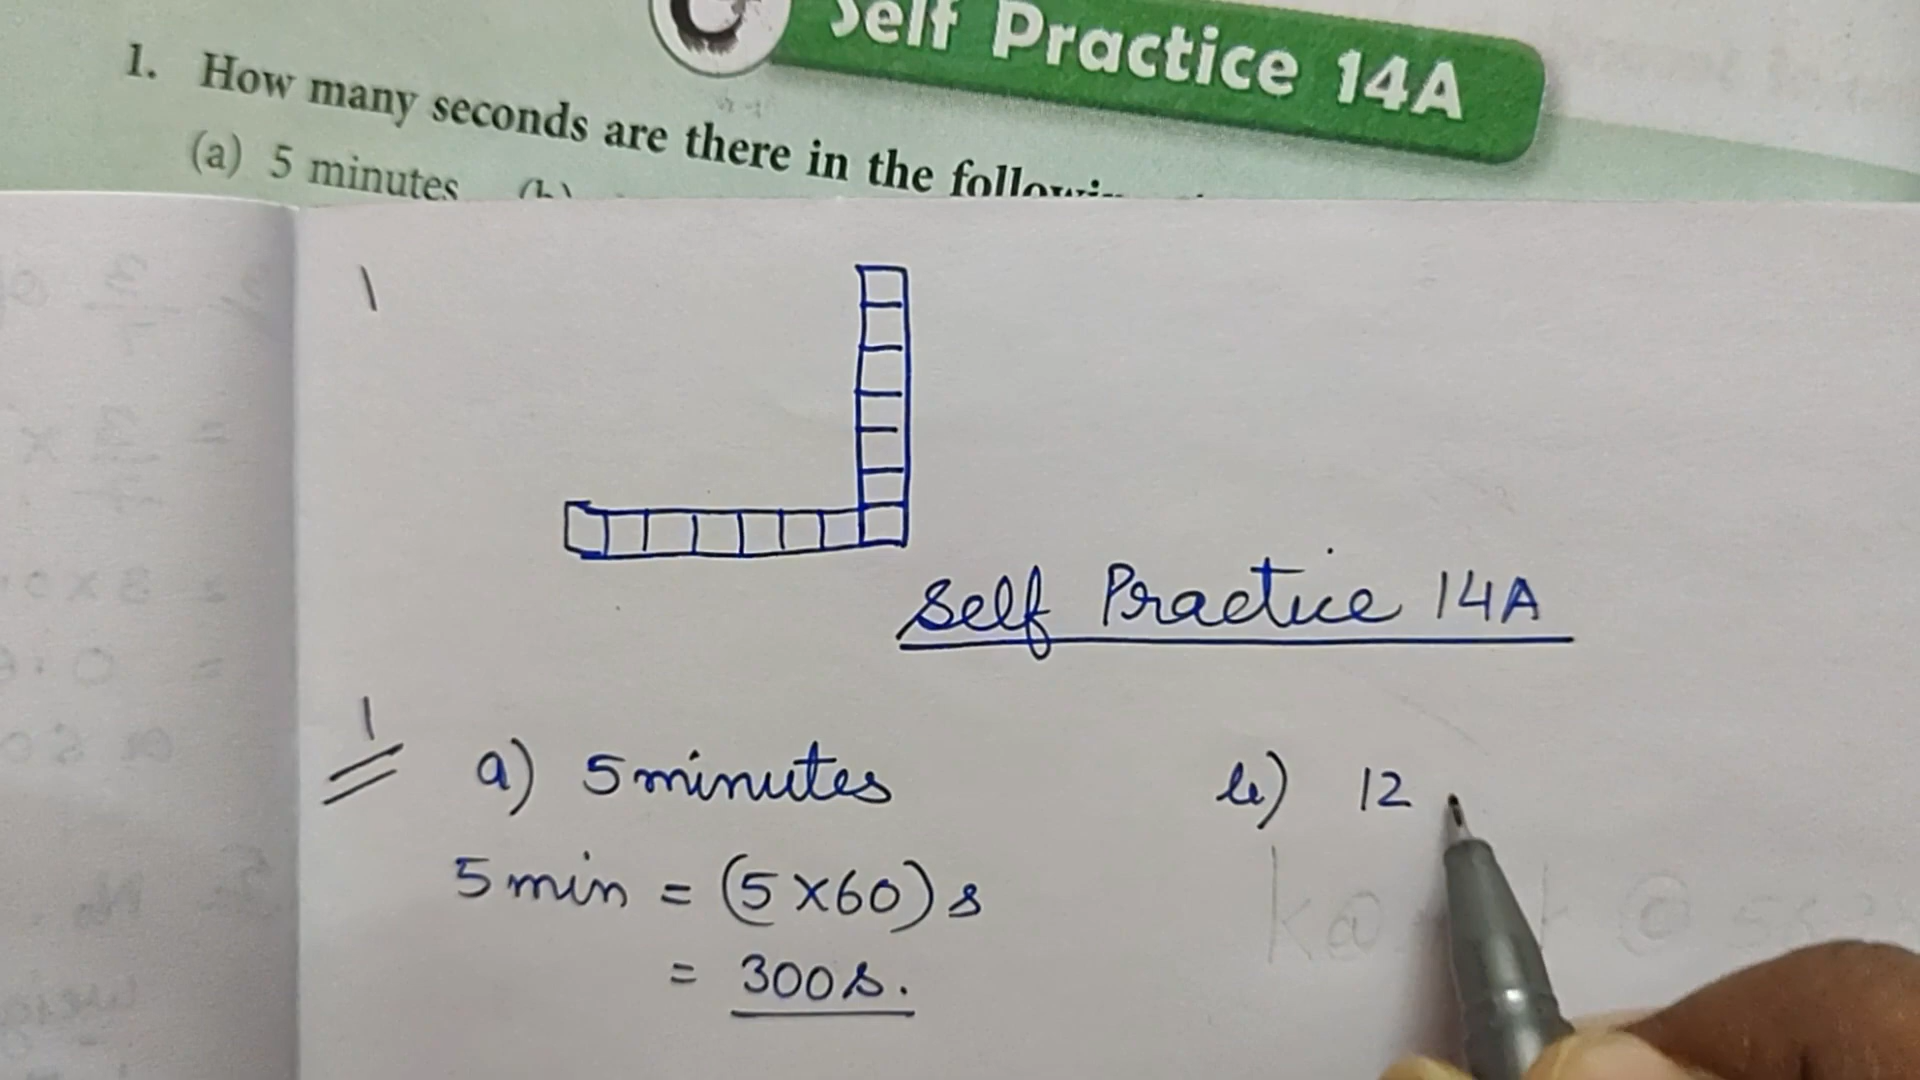 Self Practice 14A
1. How many seconds are there in the
(a) 5 minutes (b)
Self Practice 14A
1 a) 5 minutes b) 12
5 min = (5×60) s
= 300 s.